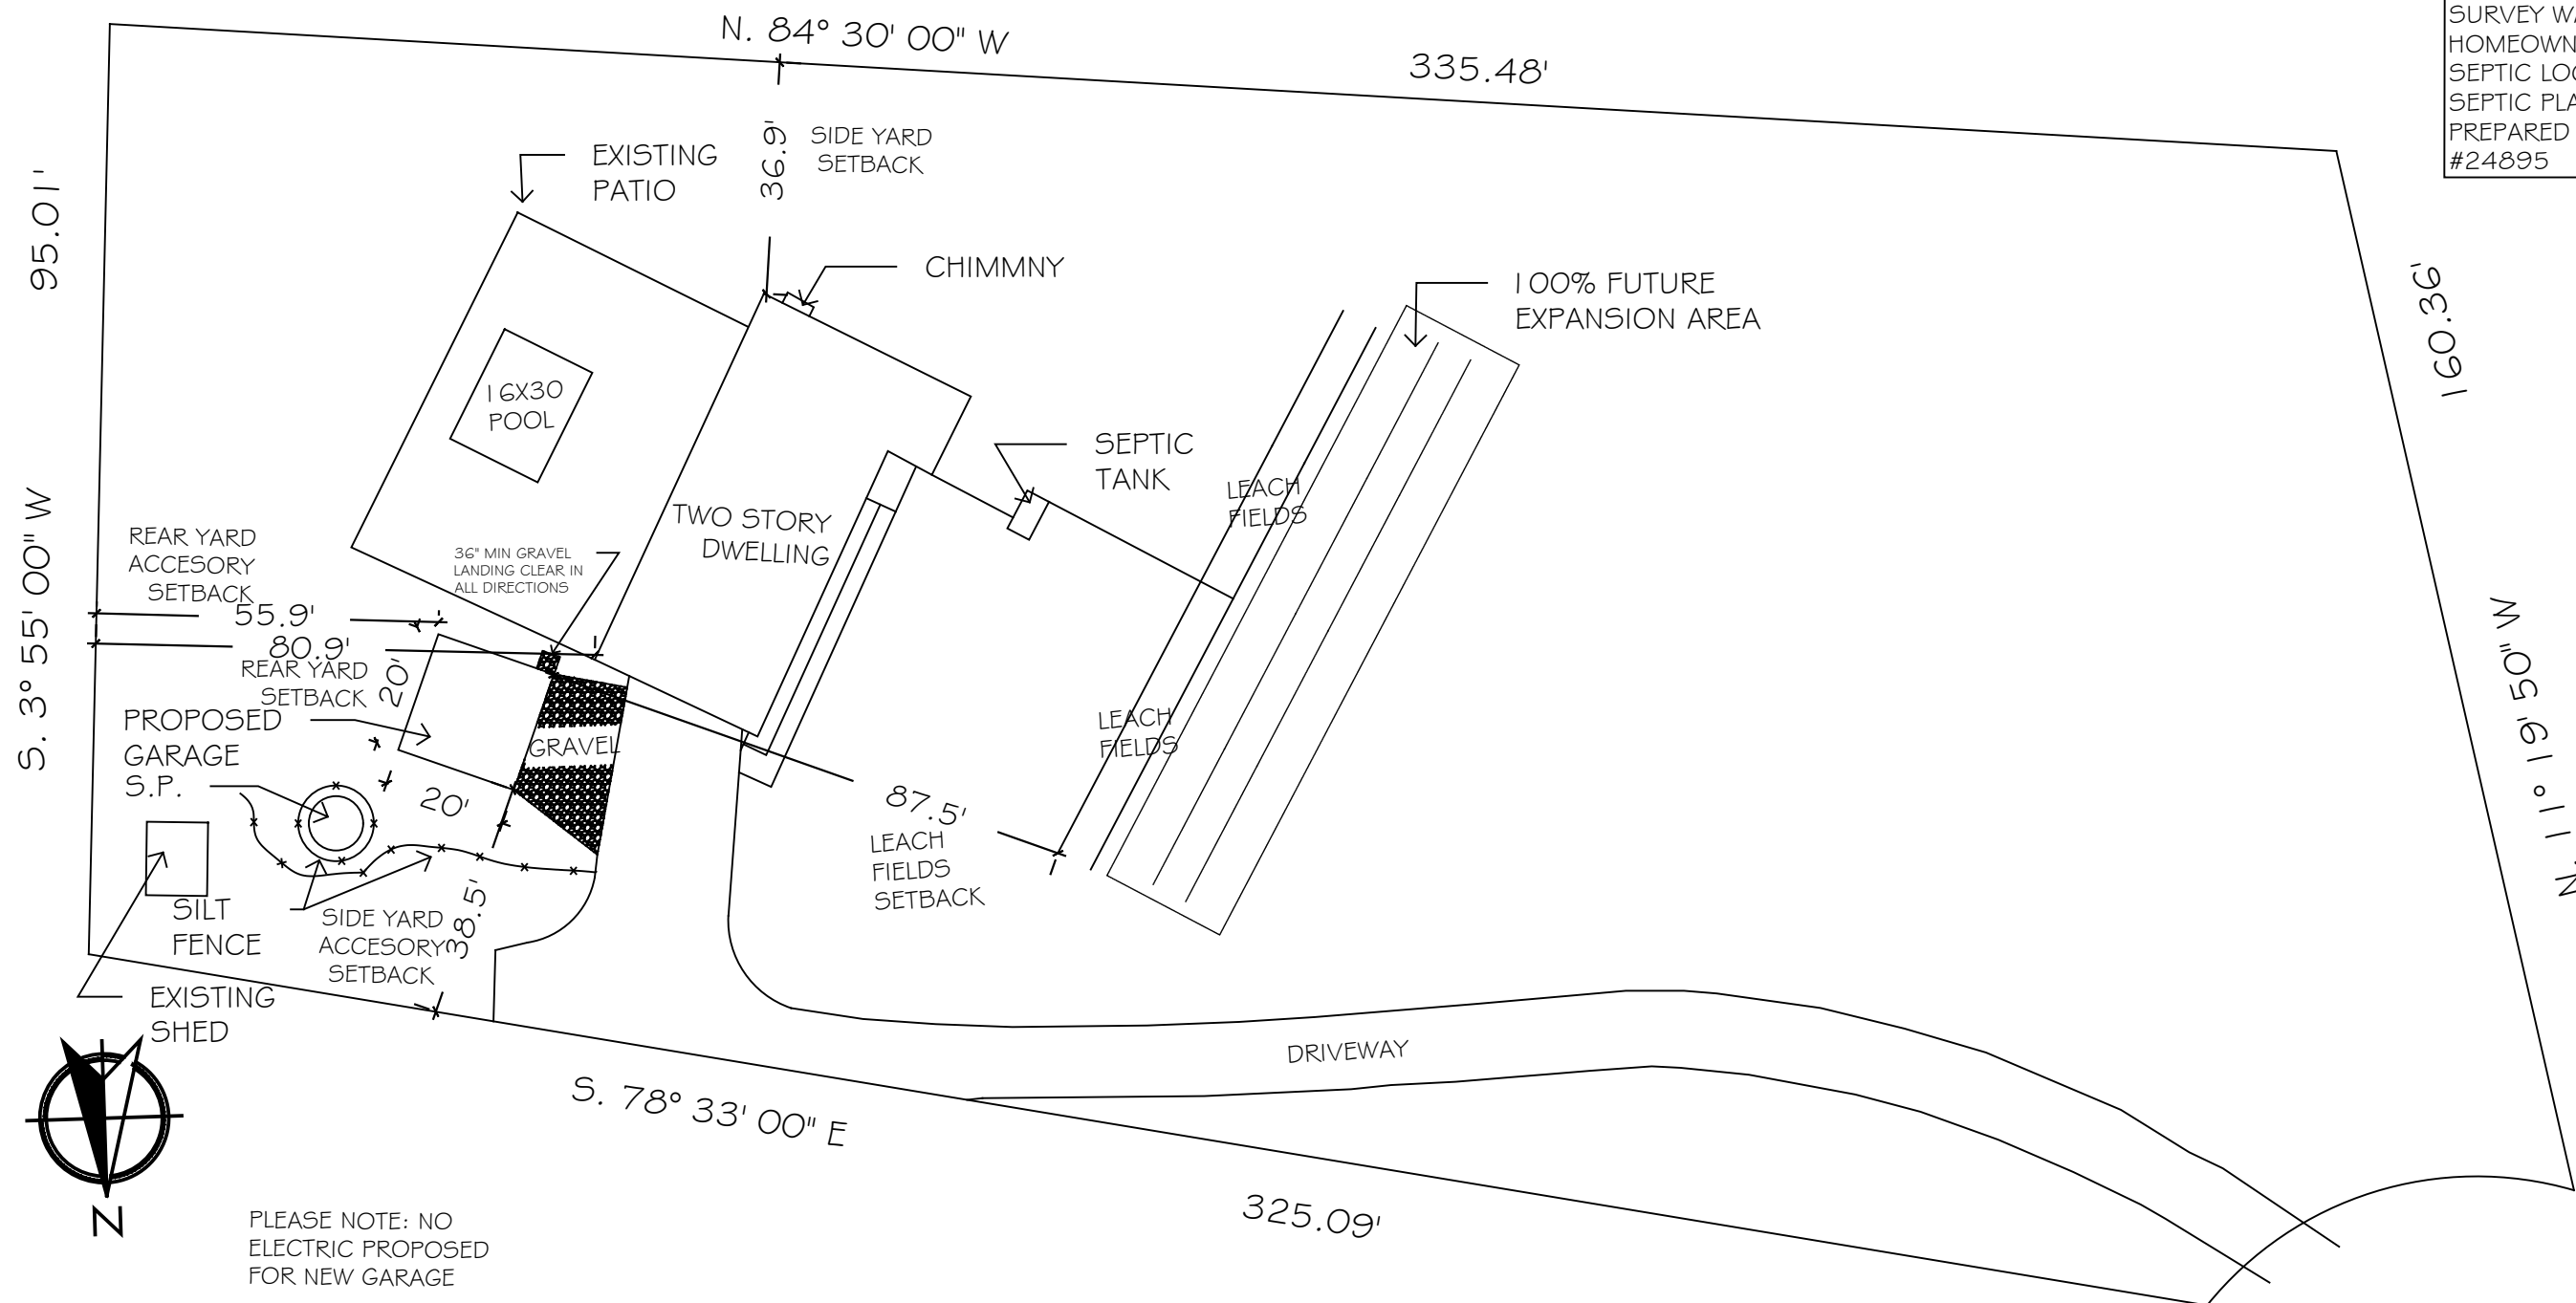 N. 84° 30' 00" W
335.48'
SURVEY
HOMEOWN
SEPTIC
SEPTIC
PREPARED
#24895
95.01'
S. 3° 55' 00" W
36.9'
SIDE YARD
SETBACK
EXISTING
PATIO
CHIMMNY
100% FUTURE
EXPANSION AREA
160.36'
N 11° 19' 50" W
16X30
POOL
SEPTIC
TANK
LEACH
FIELDS
TWO STORY
DWELLING
36" MIN GRAVEL
LANDING CLEAR IN
ALL DIRECTIONS
REAR YARD
ACCESORY
SETBACK
55.9'
80.9'
REAR YARD
SETBACK
20'
PROPOSED
GARAGE
S.P.
20'
GRAVEL
LEACH
FIELDS
87.5'
LEACH
FIELDS
SETBACK
SILT
FENCE
SIDE YARD
ACCESORY
SETBACK
38.5'
EXISTING
SHED
DRIVEWAY
S. 78° 33' 00" E
325.09'
N
PLEASE NOTE: NO
ELECTRIC PROPOSED
FOR NEW GARAGE